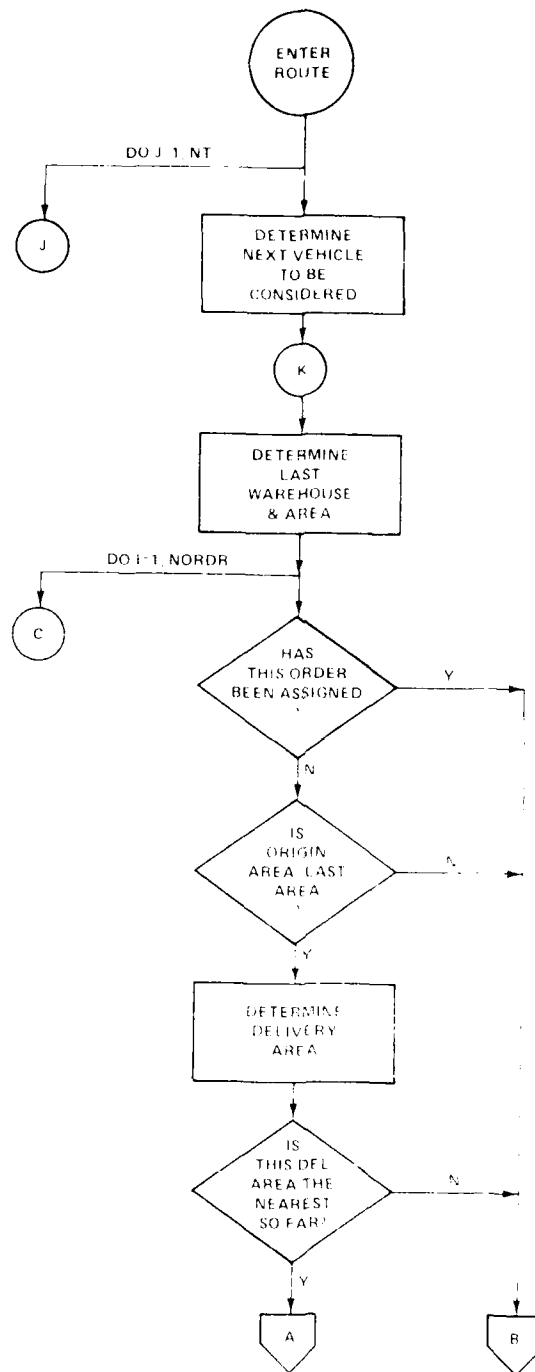 ENTER
ROUTE
DO J 1, NT
J
DETERMINE
NEXT VEHICLE
TO BE
CONSIDERED
K
DETERMINE
LAST
WAREHOUSE
& AREA
DO I=1, NORDR
C
HAS
THIS ORDER
BEEN ASSIGNED
Y
N
IS
ORIGIN
AREA LAST
AREA
N
Y
DETERMINE
DELIVERY
AREA
IS
THIS DEL
AREA THE
NEAREST
SO FAR?
N
Y
A
B